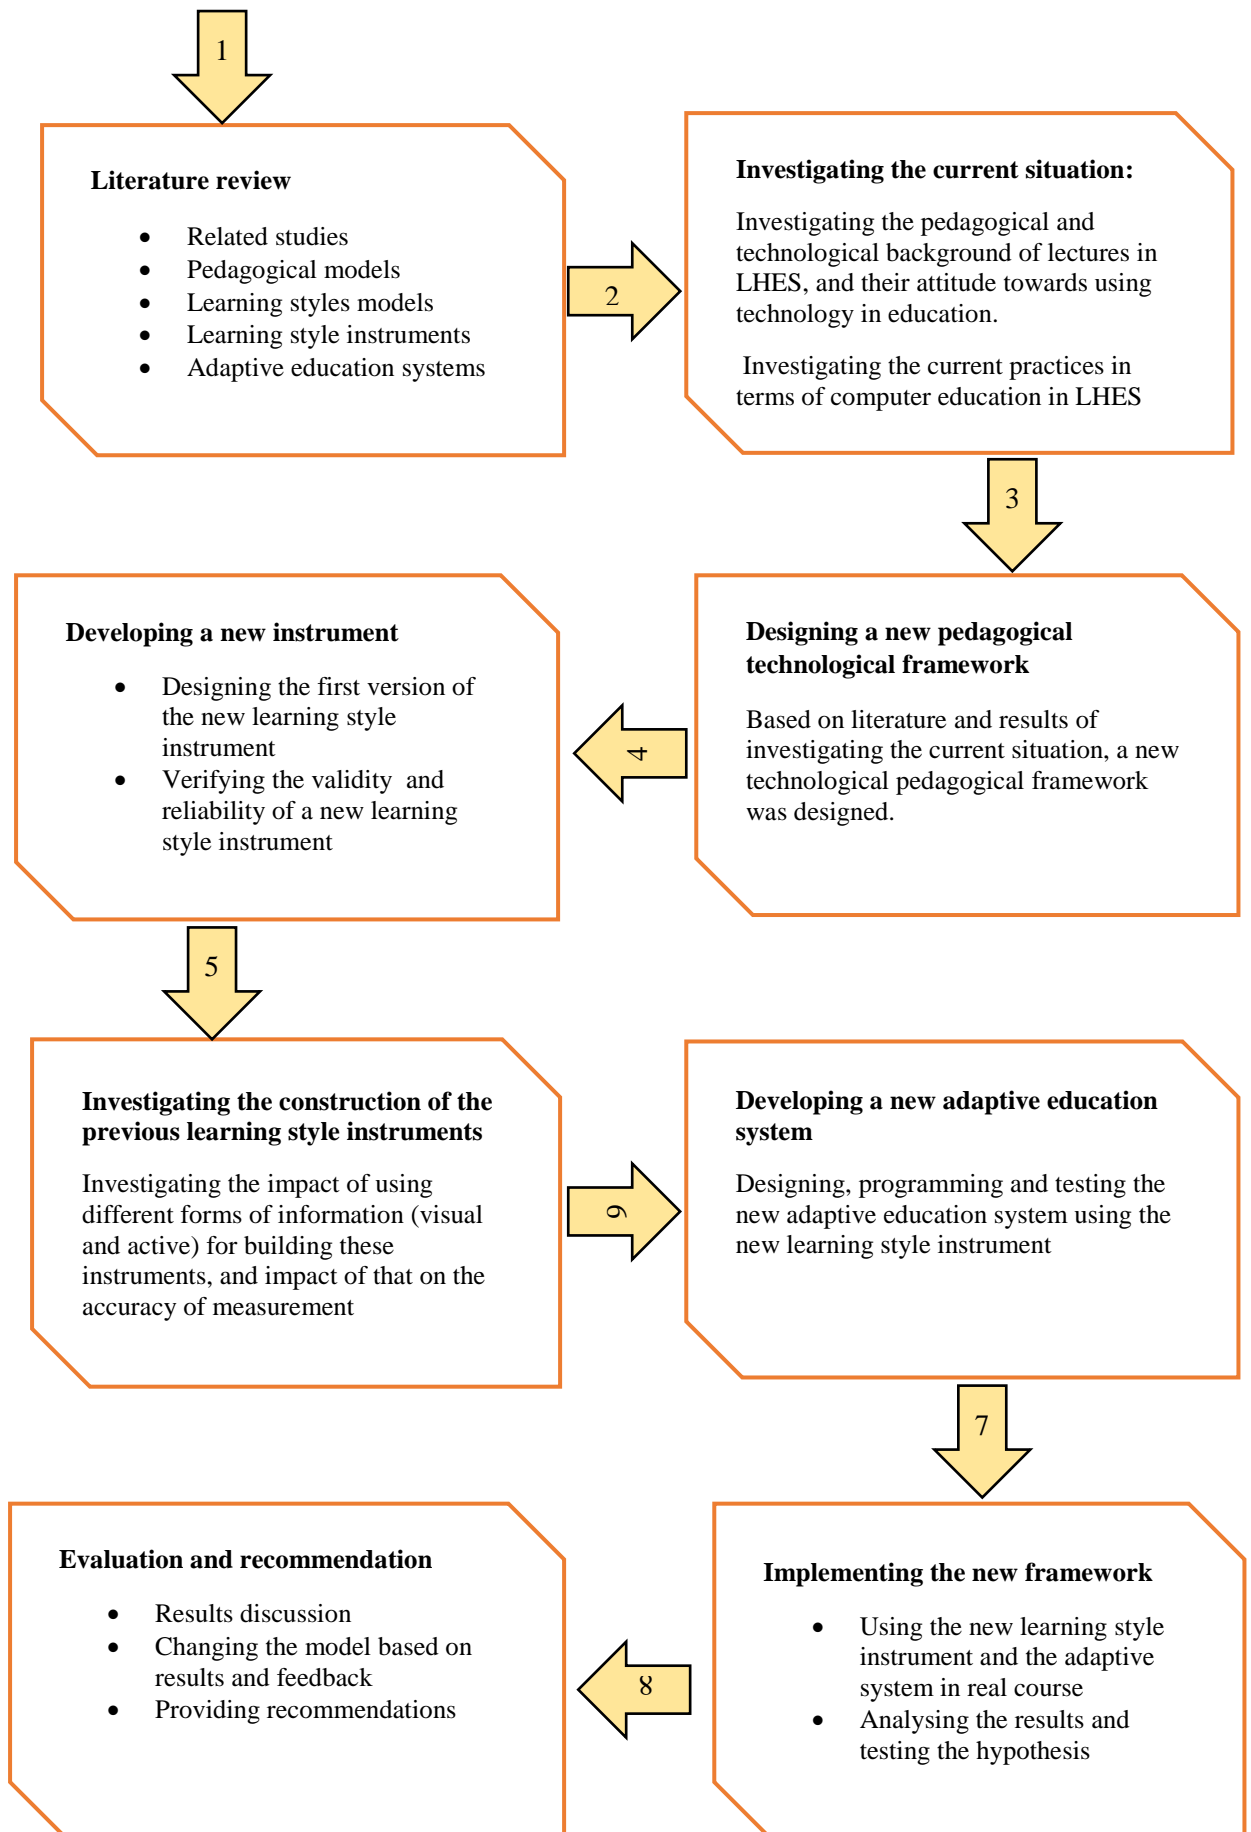 1
Literature review
• Related studies
• Pedagogical models
• Learning styles models
• Learning style instruments
• Adaptive education systems
2
Investigating the current situation:
Investigating the pedagogical and
technological background of lectures in
LHES, and their attitude towards using
technology in education.
Investigating the current practices in
terms of computer education in LHES
3
Designing a new pedagogical
technological framework
Based on literature and results of
investigating the current situation, a new
technological pedagogical framework
was designed.
4
Developing a new instrument
• Designing the first version of
the new learning style
instrument
• Verifying the validity and
reliability of a new learning
style instrument
5
Investigating the construction of the
previous learning style instruments
Investigating the impact of using
different forms of information (visual
and active) for building these
instruments, and impact of that on the
accuracy of measurement
6
Developing a new adaptive education
system
Designing, programming and testing the
new adaptive education system using the
new learning style instrument
7
Implementing the new framework
• Using the new learning style
instrument and the adaptive
system in real course
• Analysing the results and
testing the hypothesis
8
Evaluation and recommendation
• Results discussion
• Changing the model based on
results and feedback
• Providing recommendations